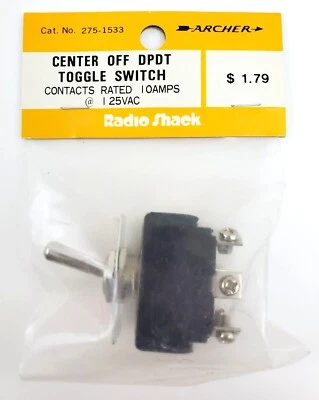 Cat. No. 275-1533
ARCHER
CENTER OFF DPDT
TOGGLE SWITCH
CONTACTS RATED 10AMPS
@ 125VAC
$ 1.79
Radio Shack